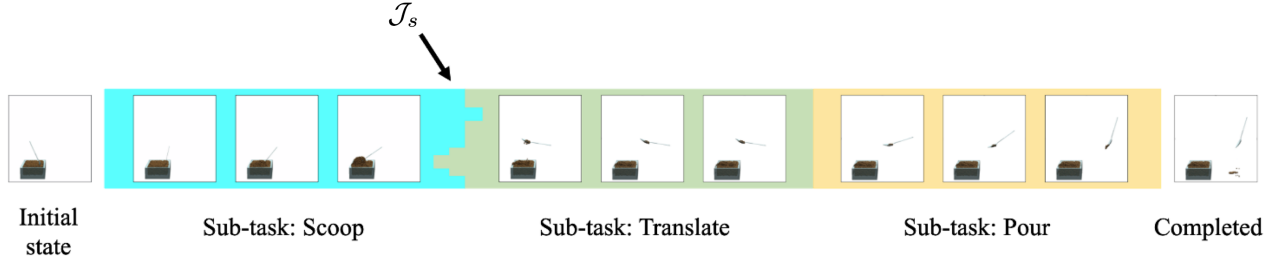 𝒥ₛ
Initial
state
Sub-task: Scoop
Sub-task: Translate
Sub-task: Pour
Completed